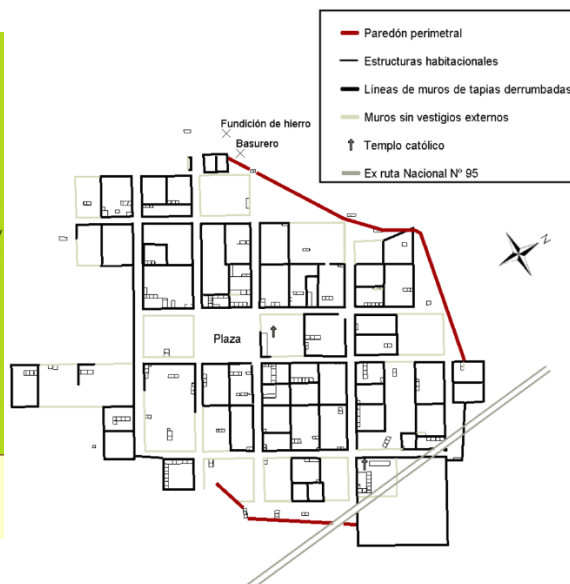 Paredón perimetral
Estructuras habitacionales
Líneas de muros de tapias derrumbadas
Muros sin vestigios externos
Templo católico
Ex ruta Nacional Nº 95
Fundición de hierro
Basurero
N
Plaza
y